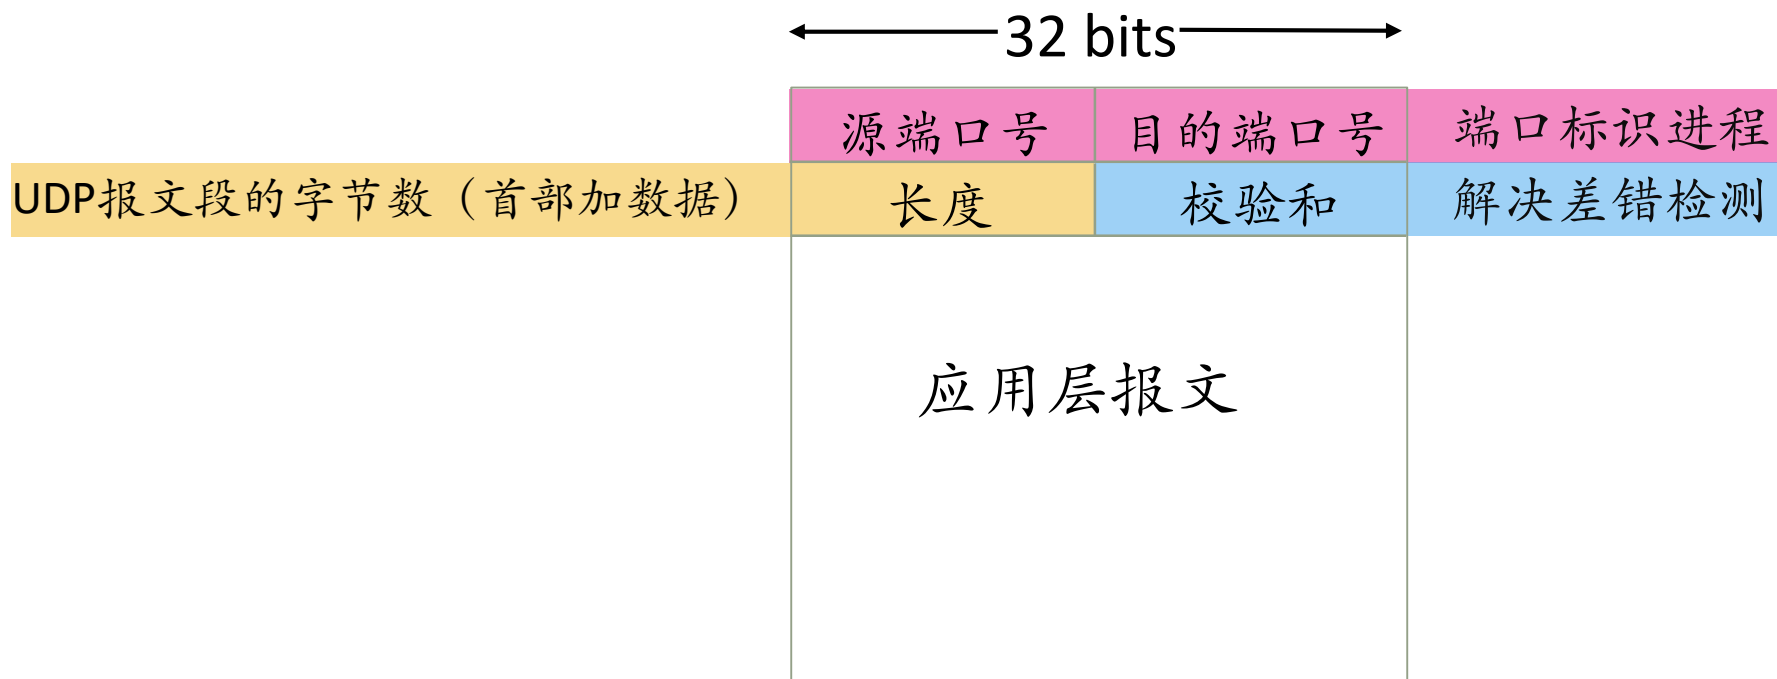 32 bits
源端口号 目的端口号 端口标识进程
UDP报文段的字节数（首部加数据） 长度 校验和 解决差错检测
应用层报文